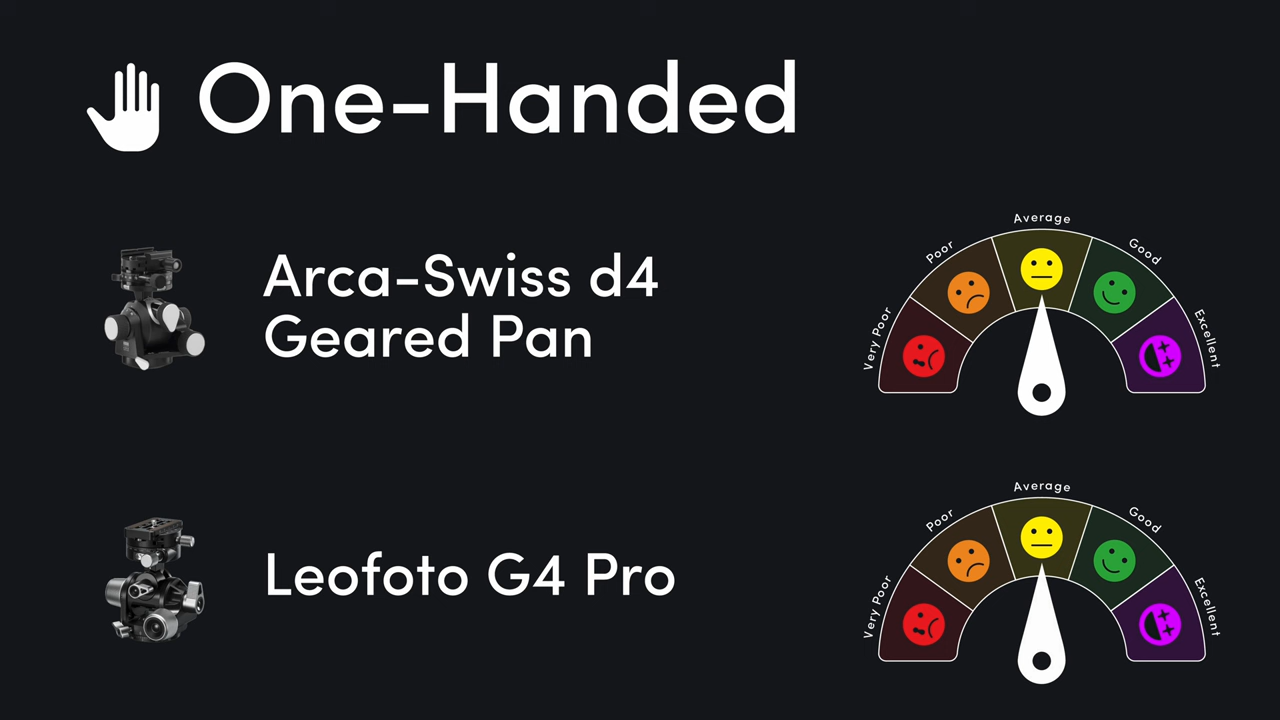 One-Handed
Arca-Swiss d4
Geared Pan
Very Poor
Poor
Average
Good
Excellent
Leofoto G4 Pro
Very Poor
Poor
Average
Good
Excellent